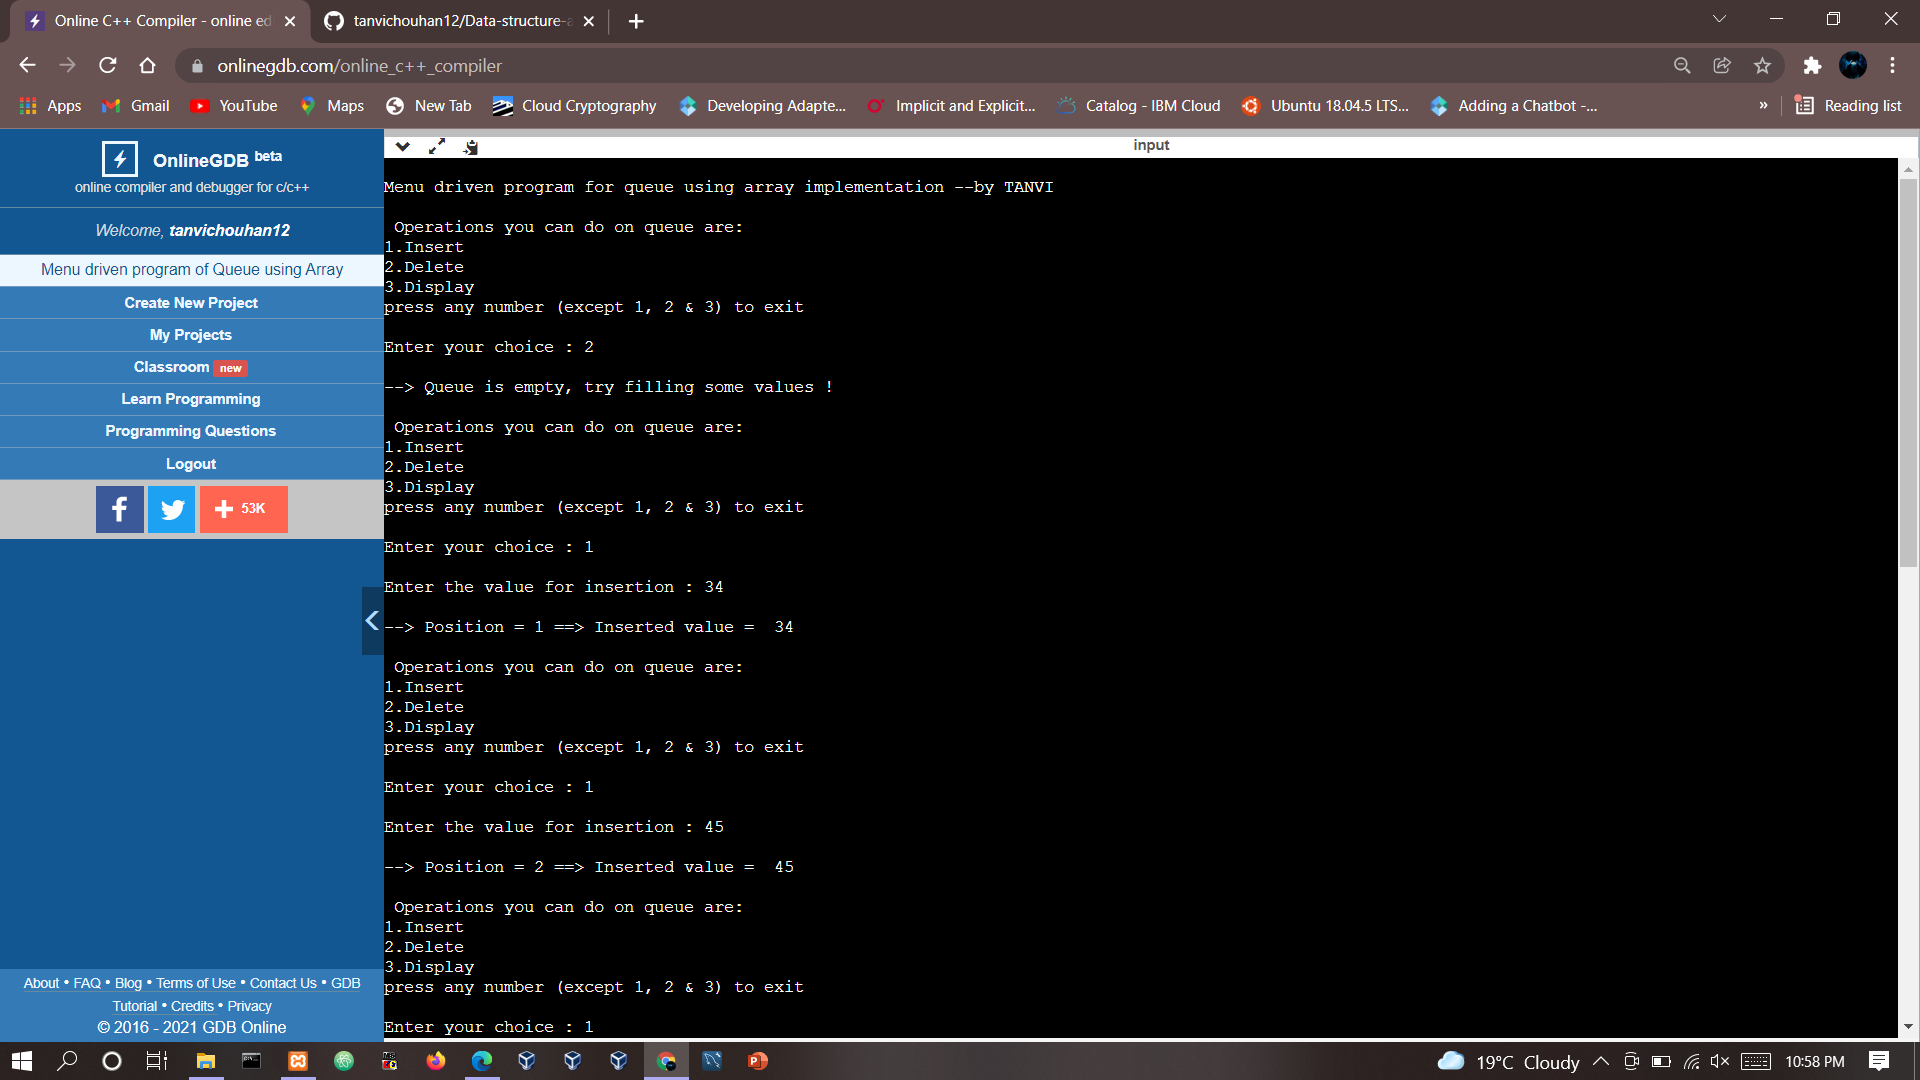 Online C++ Compiler - online ed
tanvichouhan12/Data-structure-a
onlinegdb.com/online_c++_compiler
Apps
Gmail
YouTube
Maps
New Tab
Cloud Cryptography
Developing Adapte...
Implicit and Explicit...
Catalog - IBM Cloud
Ubuntu 18.04.5 LTS...
Adding a Chatbot -...
»
Reading list
OnlineGDB beta
online compiler and debugger for c/c++
Welcome, tanvichouhan12
Menu driven program of Queue using Array
Create New Project
My Projects
Classroom new
Learn Programming
Programming Questions
Logout
53K
About • FAQ • Blog • Terms of Use • Contact Us • GDB
Tutorial • Credits • Privacy
© 2016 - 2021 GDB Online
input
Menu driven program for queue using array implementation --by TANVI
Operations you can do on queue are:
1.Insert
2.Delete
3.Display
press any number (except 1, 2 & 3) to exit
Enter your choice : 2
--> Queue is empty, try filling some values !
Operations you can do on queue are:
1.Insert
2.Delete
3.Display
press any number (except 1, 2 & 3) to exit
Enter your choice : 1
Enter the value for insertion : 34
--> Position = 1 ==> Inserted value =  34
Operations you can do on queue are:
1.Insert
2.Delete
3.Display
press any number (except 1, 2 & 3) to exit
Enter your choice : 1
Enter the value for insertion : 45
--> Position = 2 ==> Inserted value =  45
Operations you can do on queue are:
1.Insert
2.Delete
3.Display
press any number (except 1, 2 & 3) to exit
Enter your choice : 1
19°C Cloudy
10:58 PM